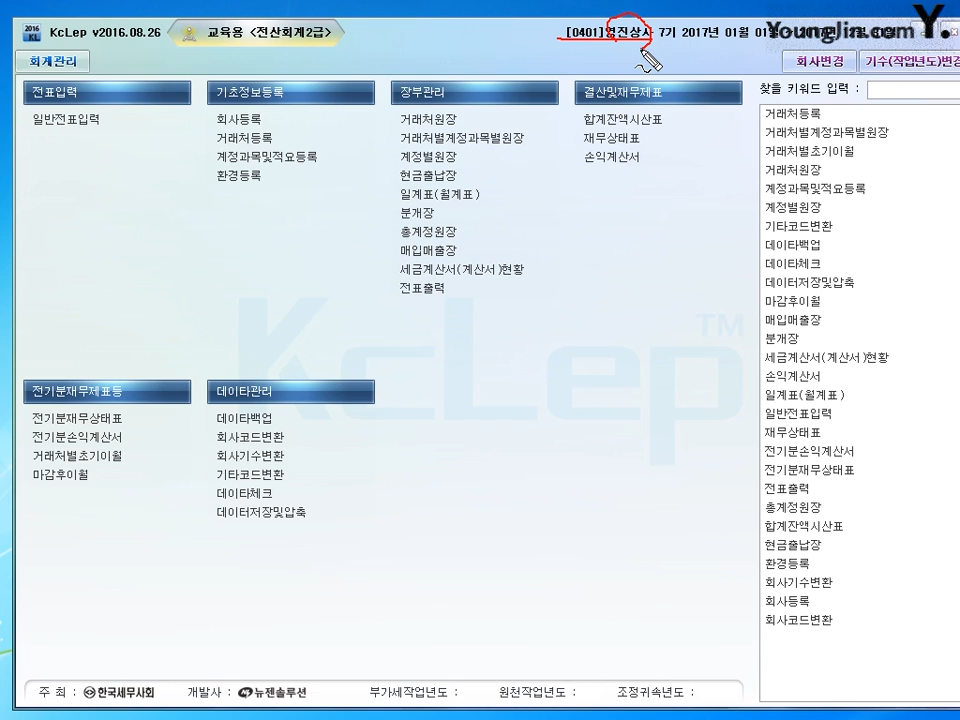 2016 KL KcLep v2016.08.26 교육용 <전산회계2급> [0401]영진상사 7기 2017년 01월 01일
Younglin.com Y.
회계관리 회사변경 기수(작업년도)변경
찾을 키워드 입력 :
전표입력
일반전표입력
기초정보등록
회사등록
거래처등록
계정과목및적요등록
환경등록
장부관리
거래처원장
거래처별계정과목별원장
계정별원장
현금출납장
일계표(월계표)
분개장
총계정원장
매입매출장
세금계산서(계산서)현황
전표출력
결산및재무제표
합계잔액시산표
재무상태표
손익계산서
KcLep TM
전기분재무제표등
전기분재무상태표
전기분손익계산서
거래처별초기이월
마감후이월
데이타관리
데이타백업
회사코드변환
회사기수변환
기타코드변환
데이타체크
데이터저장및압축
거래처등록
거래처별계정과목별원장
거래처별초기이월
거래처원장
계정과목및적요등록
계정별원장
기타코드변환
데이타백업
데이타체크
데이터저장및압축
마감후이월
매입매출장
분개장
세금계산서(계산서)현황
손익계산서
일계표(월계표)
일반전표입력
재무상태표
전기분손익계산서
전기분재무상태표
전표출력
총계정원장
합계잔액시산표
현금출납장
환경등록
회사기수변환
회사등록
회사코드변환
주 최 : 한국세무사회 개발사 : 뉴젠솔루션 부가세작업년도 : 원천작업년도 : 조정귀속년도 :